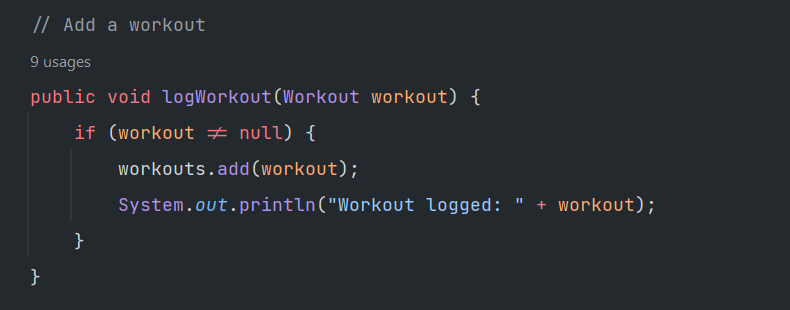 // Add a workout
9 usages
public void logWorkout(Workout workout) {
    if (workout != null) {
        workouts.add(workout);
        System.out.println("Workout logged: " + workout);
    }
}